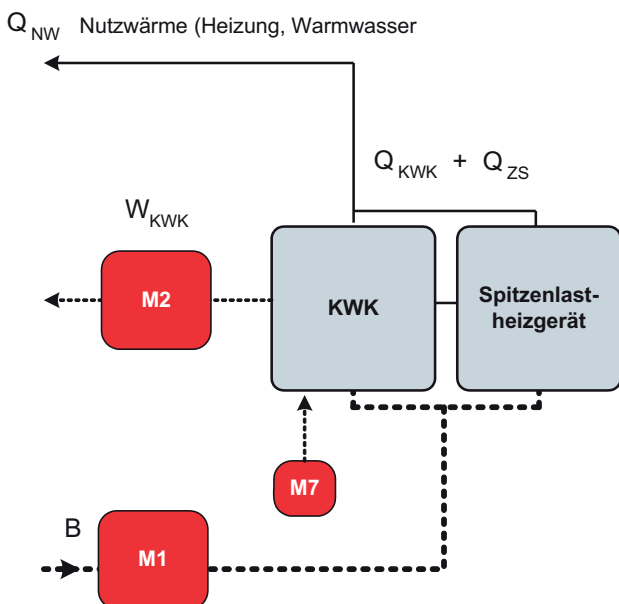 Q NW Nutzwärme (Heizung, Warmwasser
Q KWK + Q ZS
W KWK
M2
KWK
Spitzenlast-
heizgerät
M7
B
M1